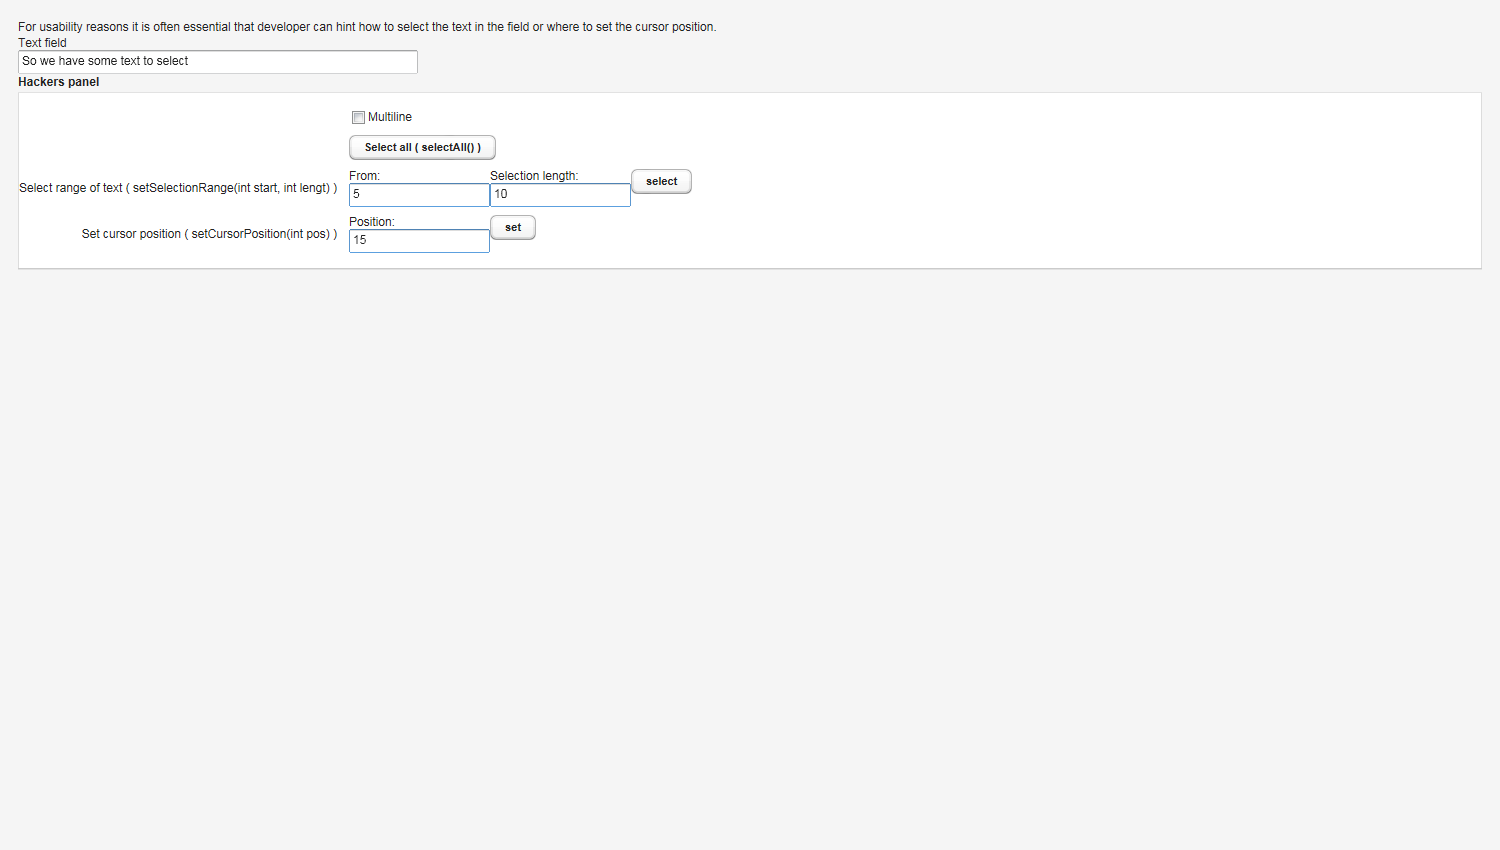 For usability reasons it is often essential that developer can hint how to select the text in the field or where to set the cursor position.
Text field
So we have some text to select
Hackers panel
Multiline
Select all ( selectAll() )
Select range of text ( setSelectionRange(int start, int lengt) )
From:
5
Selection length:
10
select
Set cursor position ( setCursorPosition(int pos) )
Position:
15
set